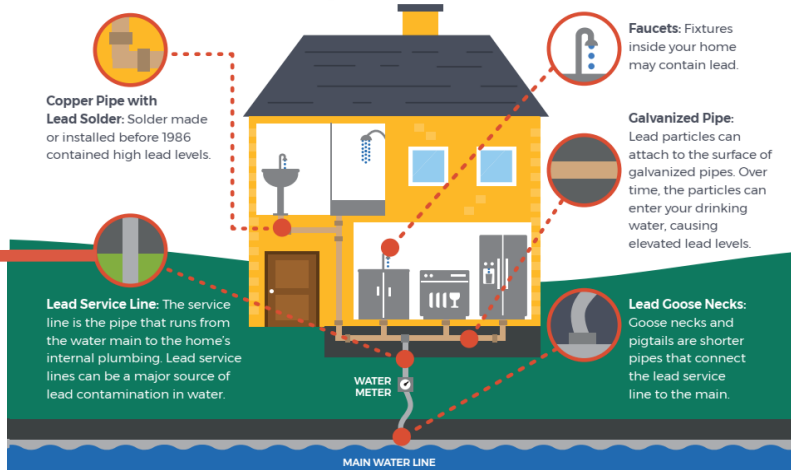 Copper Pipe with
Lead Solder: Solder made
or installed before 1986
contained high lead levels.
Faucets: Fixtures
inside your home
may contain lead.
Galvanized Pipe:
Lead particles can
attach to the surface of
galvanized pipes. Over
time, the particles can
enter your drinking
water, causing
elevated lead levels.
Lead Service Line: The service
line is the pipe that runs from
the water main to the home's
internal plumbing. Lead service
lines can be a major source of
lead contamination in water.
Lead Goose Necks:
Goose necks and
pigtails are shorter
pipes that connect
the lead service
line to the main.
WATER
METER
MAIN WATER LINE